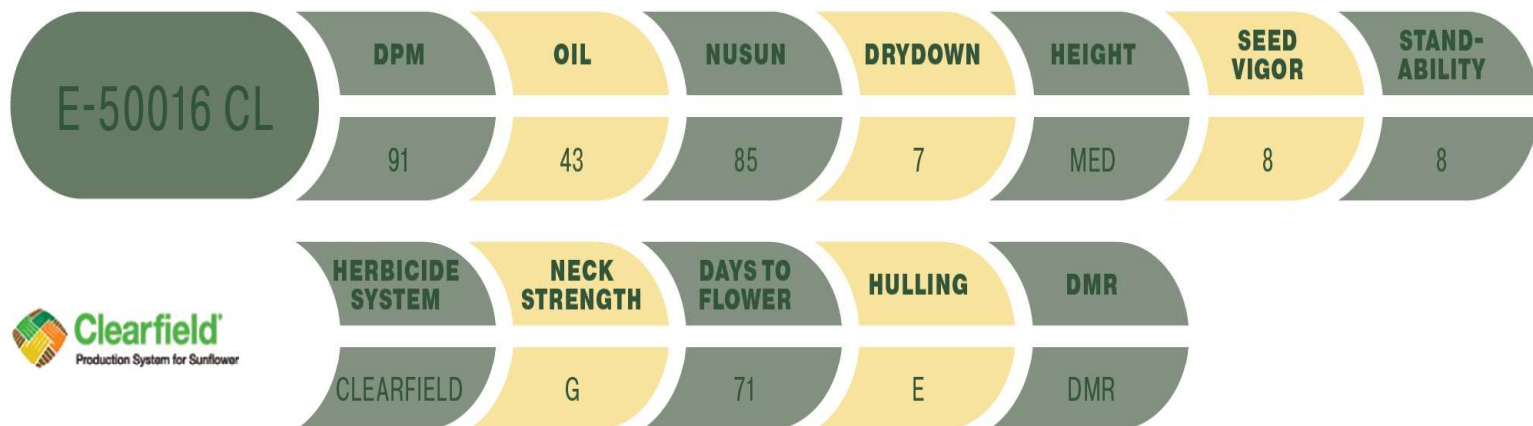 E-50016 CL
DPM
OIL
NUSUN
DRYDOWN
HEIGHT
SEED
VIGOR
STAND-
ABILITY
91
43
85
7
MED
8
8
Clearfield®
Production System for Sunflower
HERBICIDE
SYSTEM
NECK
STRENGTH
DAYS TO
FLOWER
HULLING
DMR
CLEARFIELD
G
71
E
DMR